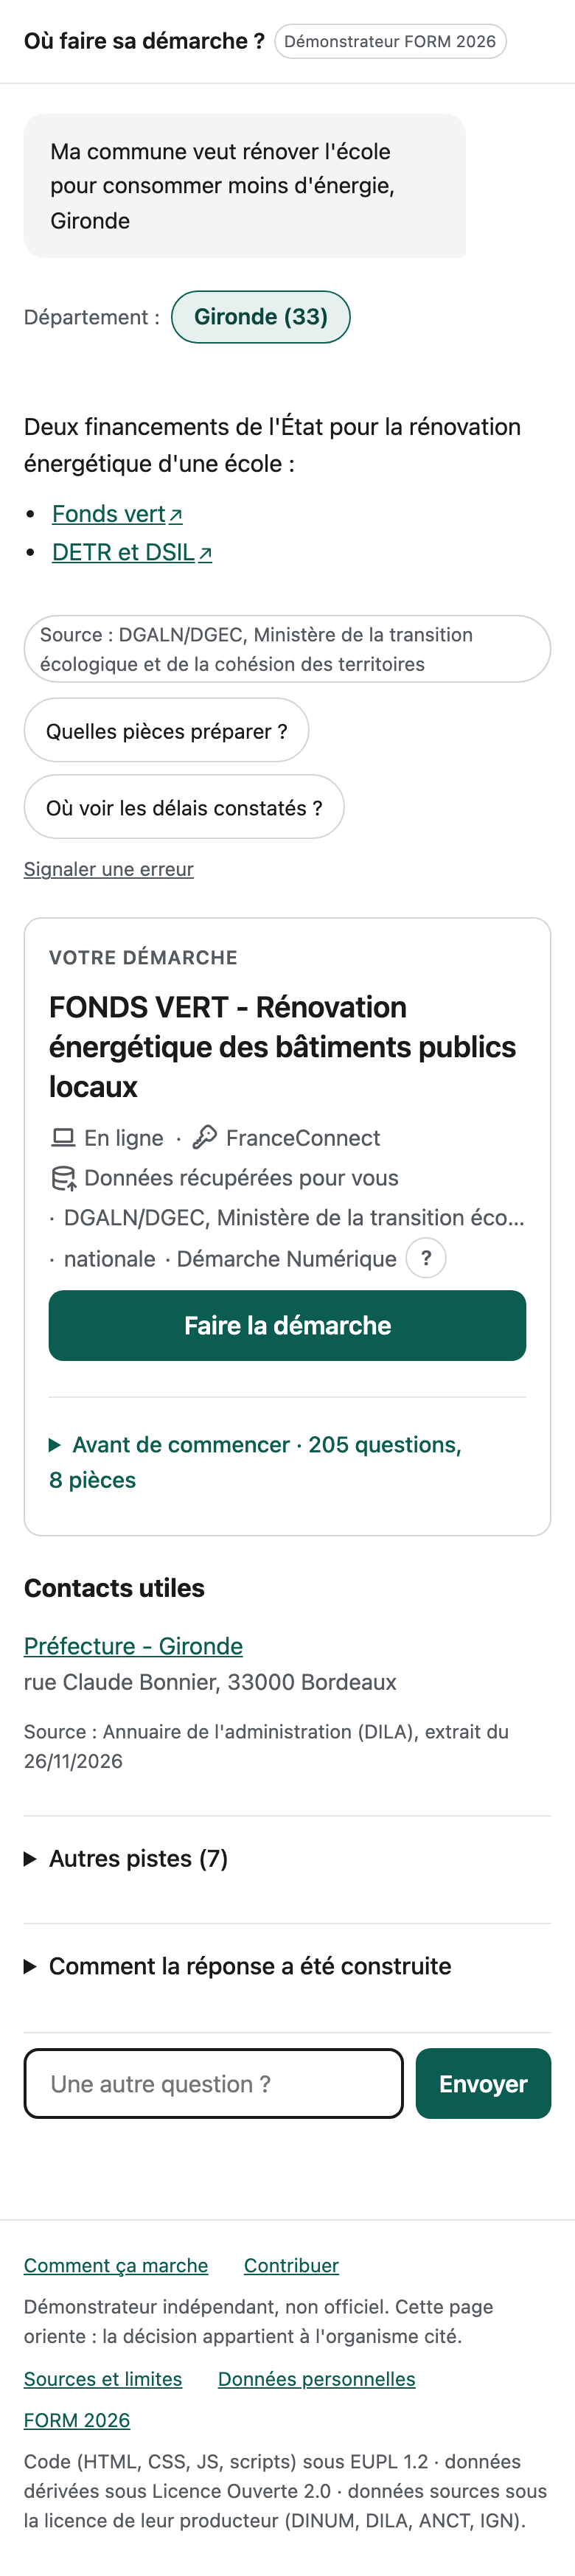 Où faire sa démarche ? Démonstrateur FORM 2026
Ma commune veut rénover l'école
pour consommer moins d'énergie,
Gironde
Département : Gironde (33)
Deux financements de l'État pour la rénovation
énergétique d'une école :
• Fonds vert↗
• DETR et DSIL↗
Source : DGALN/DGEC, Ministère de la transition
écologique et de la cohésion des territoires
Quelles pièces préparer ?
Où voir les délais constatés ?
Signaler une erreur
VOTRE DÉMARCHE
FONDS VERT - Rénovation
énergétique des bâtiments publics
locaux
En ligne · FranceConnect
Données récupérées pour vous
· DGALN/DGEC, Ministère de la transition éco...
· nationale · Démarche Numérique ?
Faire la démarche
▶ Avant de commencer · 205 questions,
8 pièces
Contacts utiles
Préfecture - Gironde
rue Claude Bonnier, 33000 Bordeaux
Source : Annuaire de l'administration (DILA), extrait du
26/11/2026
▶ Autres pistes (7)
▶ Comment la réponse a été construite
Une autre question ? Envoyer
Comment ça marche Contribuer
Démonstrateur indépendant, non officiel. Cette page
oriente : la décision appartient à l'organisme cité.
Sources et limites Données personnelles
FORM 2026
Code (HTML, CSS, JS, scripts) sous EUPL 1.2 · données
dérivées sous Licence Ouverte 2.0 · données sources sous
la licence de leur producteur (DINUM, DILA, ANCT, IGN).